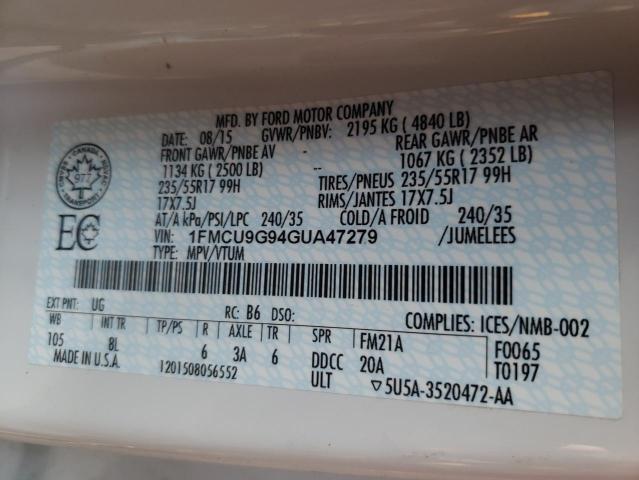 MFD. BY FORD MOTOR COMPANY
DATE: 08/15 GVWR/PNBV: 2195 KG ( 4840 LB)
FRONT GAWR/PNBE AV REAR GAWR/PNBE AR
1134 KG ( 2500 LB) -- 1067 KG ( 2352 LB)
235/55R17 99H TIRES/PNEUS 235/55R17 99H
17X7.5J RIMS/JANTES 17X7.5J
AT/A kPa/PSI/LPC 240/35 COLD/A FROID 240/35
VIN: 1FMCU9G94GUA47279 /JUMELEES
TYPE: MPV/VTUM
CANADA
977
TRANSPORT
EC
EXT PNT: UG RC: B6 DSO: COMPLIES: ICES/NMB-002
WB INT TR TP/PS R AXLE TR SPR FM21A F0065
105 8L 6 3A 6 DDCC 20A T0197
MADE IN U.S.A. 1201508056552 ULT 5U5A-3520472-AA